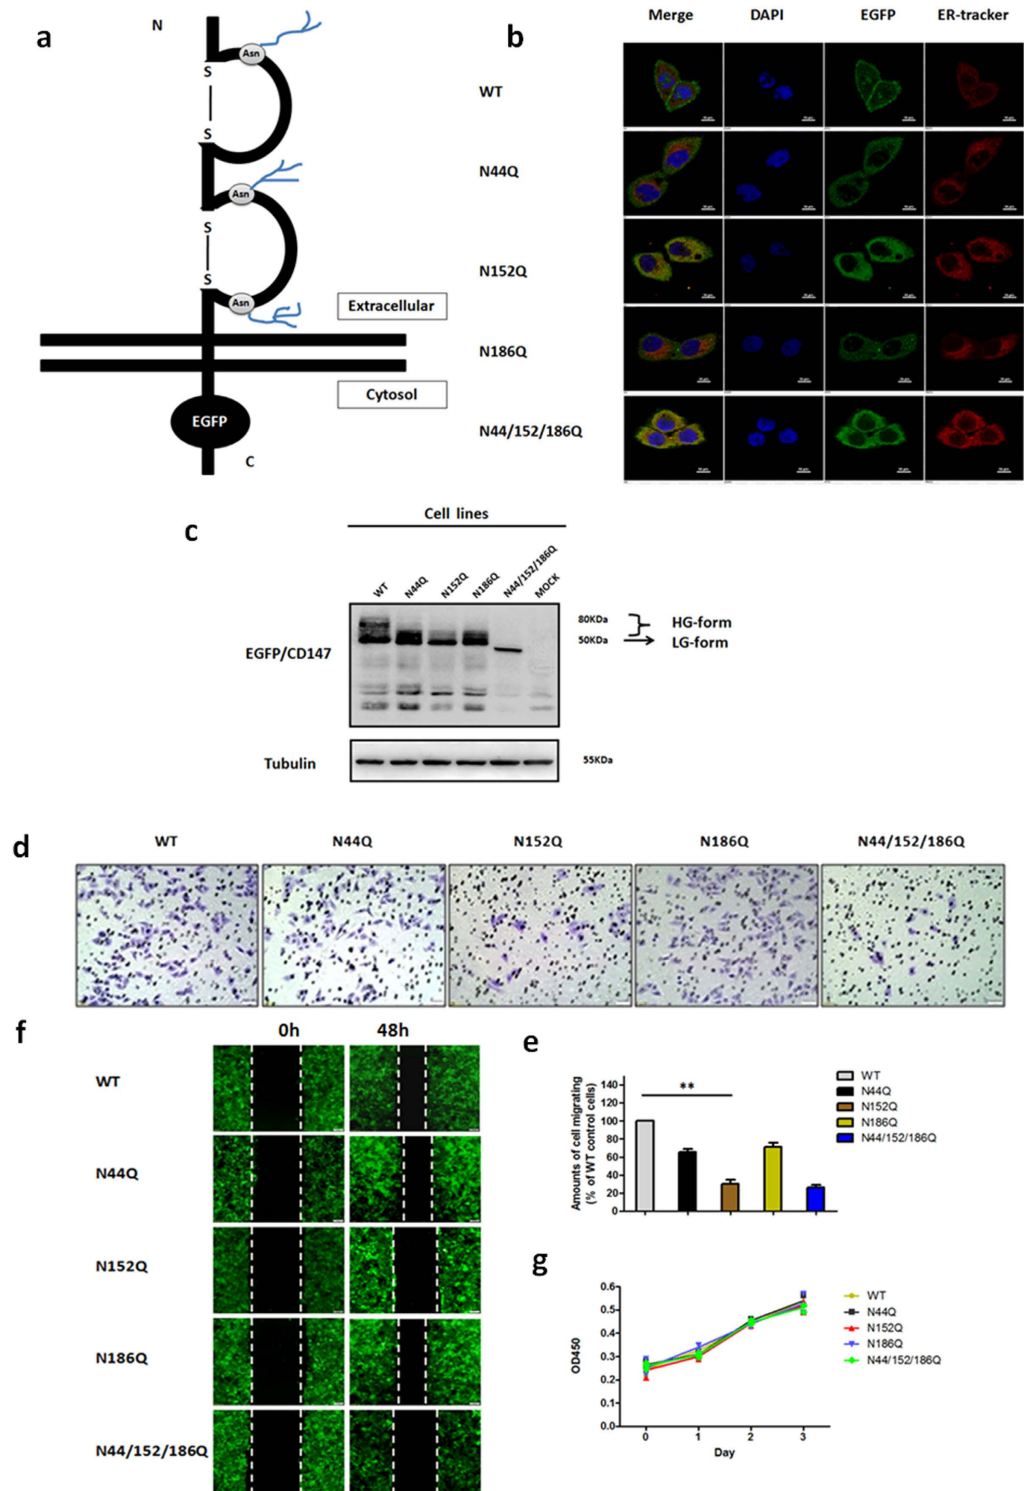 a
N
Asn
S
S
Asn
S
S
Asn
Extracellular
Cytosol
EGFP
C
b
Merge DAPI EGFP ER-tracker
WT
N44Q
N152Q
N186Q
N44/152/186Q
c
Cell lines
WT N44Q N152Q N186Q N44/152/186Q MOCK
EGFP/CD147
80KDa
50KDa
HG-form
LG-form
Tubulin
55KDa
d
WT N44Q N152Q N186Q N44/152/186Q
f
0h 48h
WT
N44Q
N152Q
N186Q
N44/152/186Q
e
Amounts of cell migrating
(% of WT control cells)
140
120
100
80
60
40
20
0
**
WT
N44Q
N152Q
N186Q
N44/152/186Q
g
OD450
0.6
0.5
0.4
0.3
0.2
0.1
0.0
0 1 2 3
Day
WT
N44Q
N152Q
N186Q
N44/152/186Q